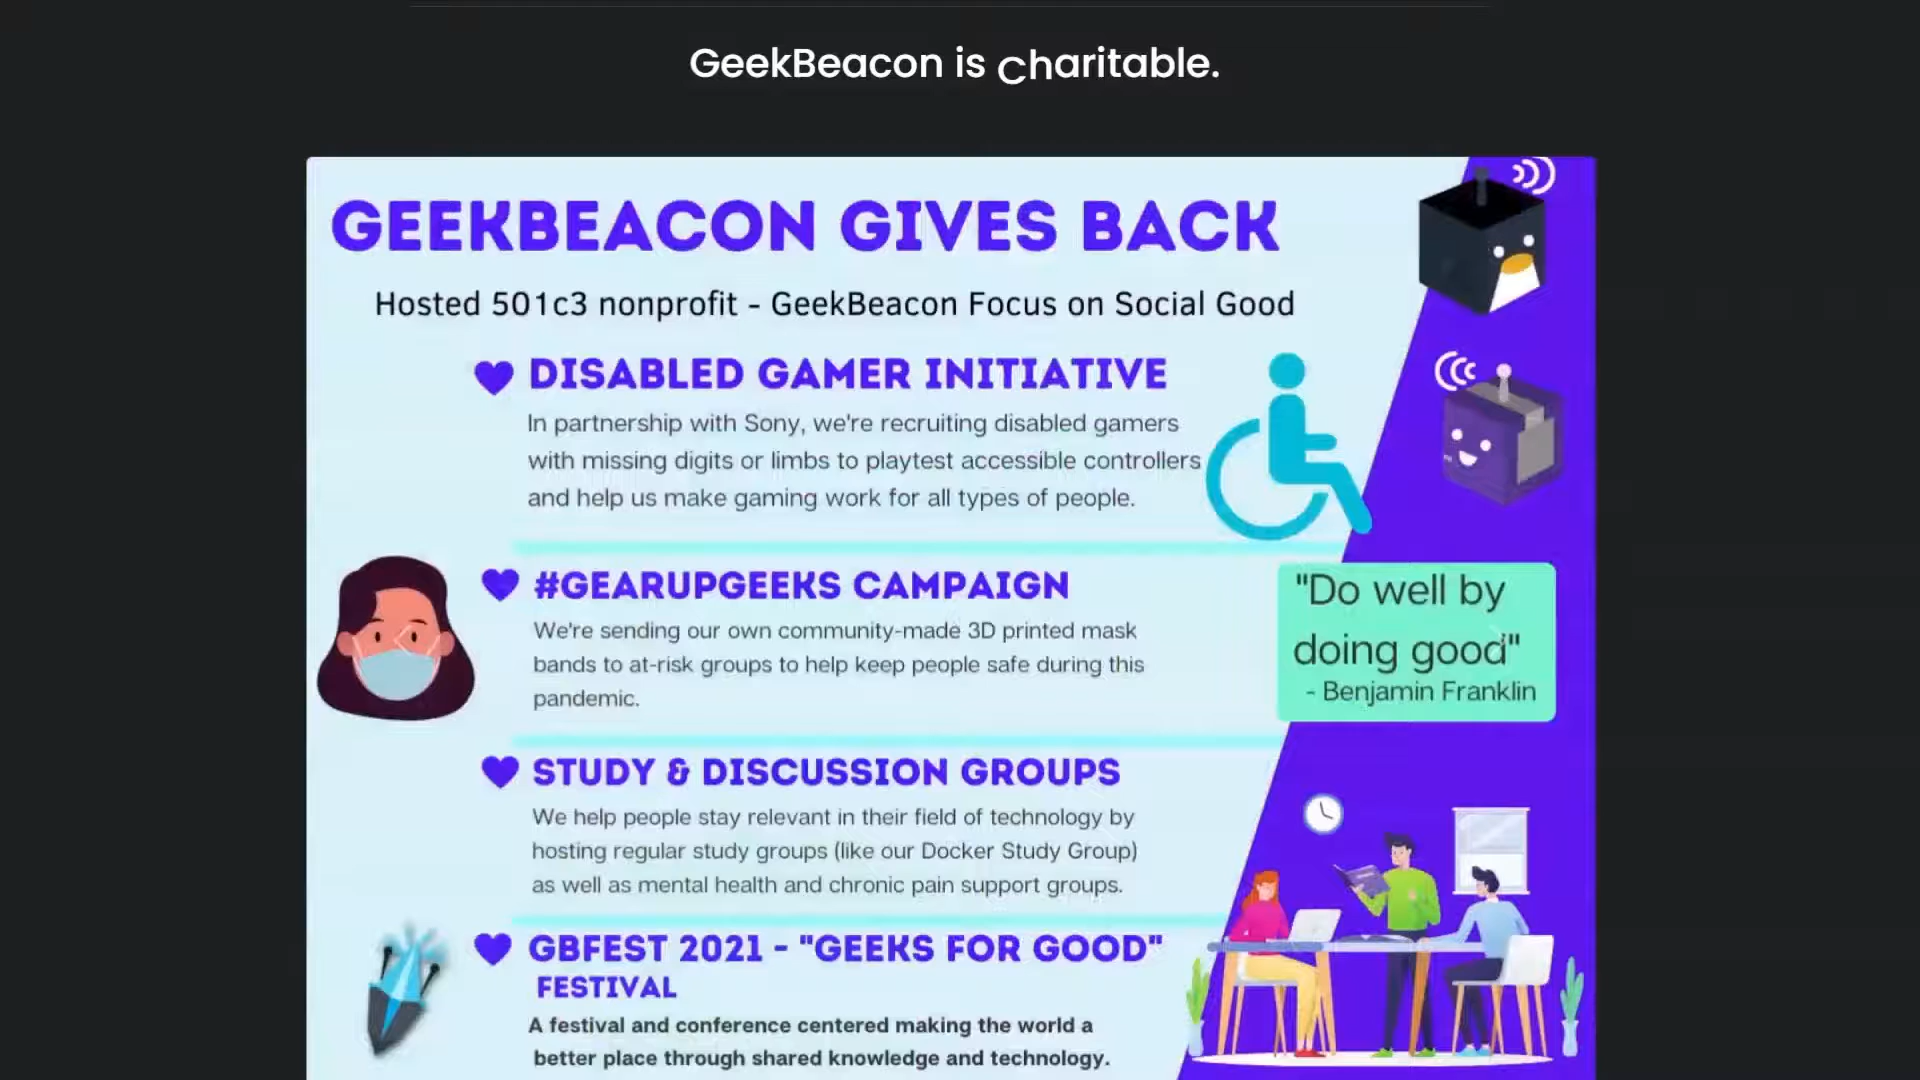 GeekBeacon is Charitable.
GEEKBEACON GIVES BACK
Hosted 501c3 nonprofit - GeekBeacon Focus on Social Good
DISABLED GAMER INITIATIVE
In partnership with Sony, we're recruiting disabled gamers
with missing digits or limbs to playtest accessible controllers
and help us make gaming work for all types of people.
#GEARUPGEEKS CAMPAIGN
We're sending our own community-made 3D printed mask
bands to at-risk groups to help keep people safe during this
pandemic.
"Do well by
doing good"
- Benjamin Franklin
STUDY & DISCUSSION GROUPS
We help people stay relevant in their field of technology by
hosting regular study groups (like our Docker Study Group)
as well as mental health and chronic pain support groups.
GBFEST 2021 - "GEEKS FOR GOOD"
FESTIVAL
A festival and conference centered making the world a
better place through shared knowledge and technology.